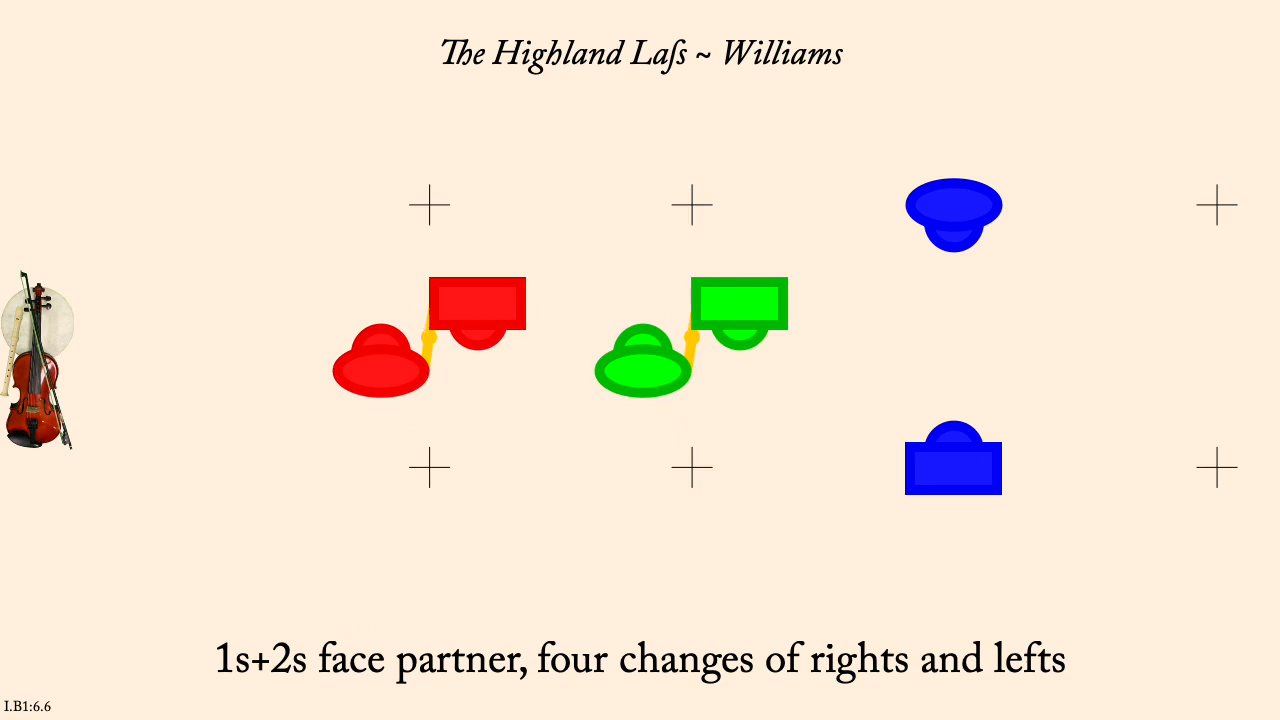 The Highland Laſs ~ Williams
1s+2s face partner, four changes of rights and lefts
I.B1:6.6